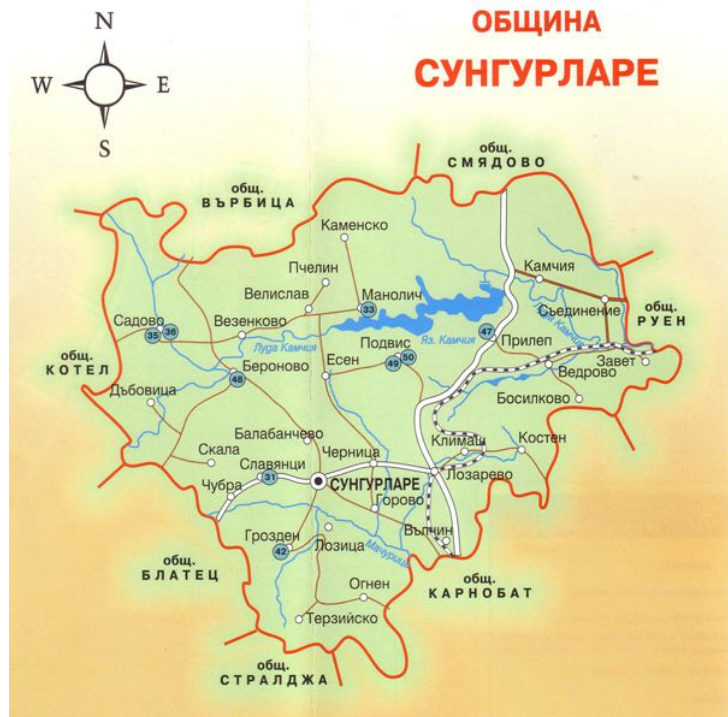 ОБЩИНА
СУНГУРЛАРЕ
N
W
E
S
общ.
СМЯДОВО
общ.
ВЪРБИЦА
Каменско
Пчелин
Камчия
Велислав
Манолич
33
Съединение
Камчия
общ.
РУЕН
Садово
35
36
Везенково
Луда Камчия
Подвис
49
50
Яз. Камчия
47
Прилеп
Завет
общ.
КОТЕЛ
Бероново
48
Есен
Ведрово
Дъбовица
Босилково
Балабанчево
Климаш
Костен
Скала
Славянци
31
Черница
Лозарево
Чубра
СУНГУРЛАРЕ
Горово
Грозден
42
Лозица
Мачурица
Вълчин
общ.
БЛАТЕЦ
Огнен
общ.
КАРНОБАТ
Терзийско
общ.
СТРАЛДЖА